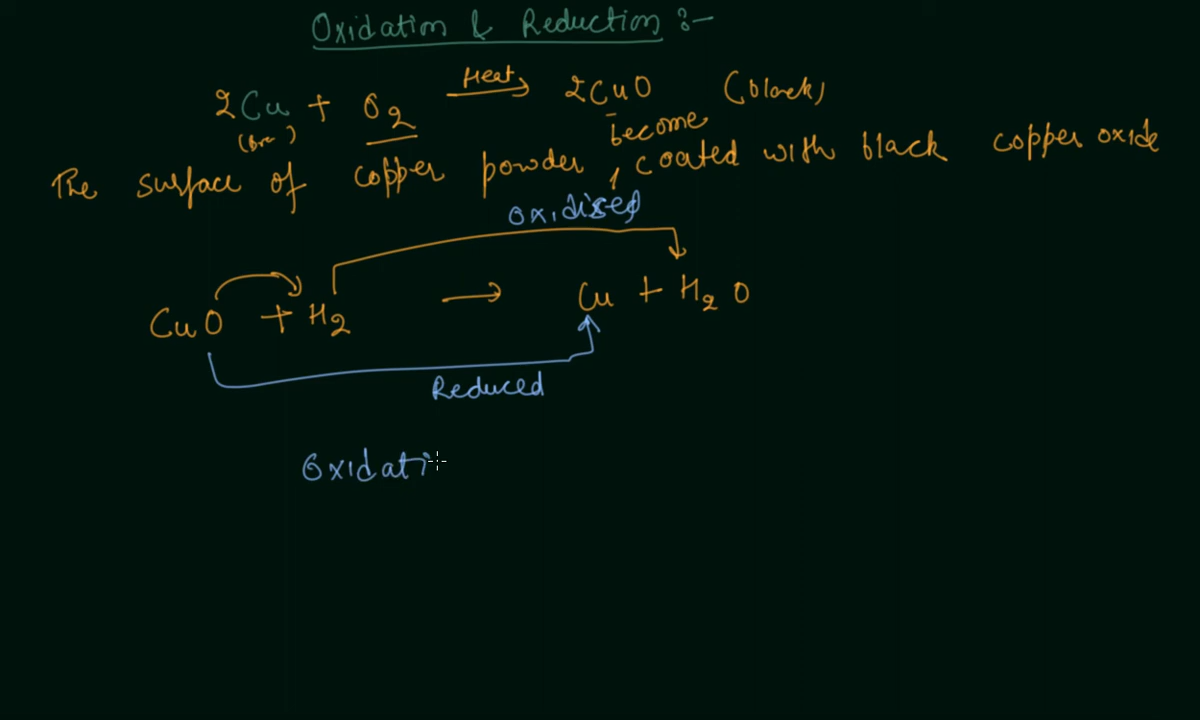 Oxidation & Reduction :-
2Cu + O2 Heat→ 2CuO (black)
(Bro)
become
The surface of copper powder, coated with black copper oxide
Oxidised
CuO + H2 → Cu + H2O
Reduced
Oxidati